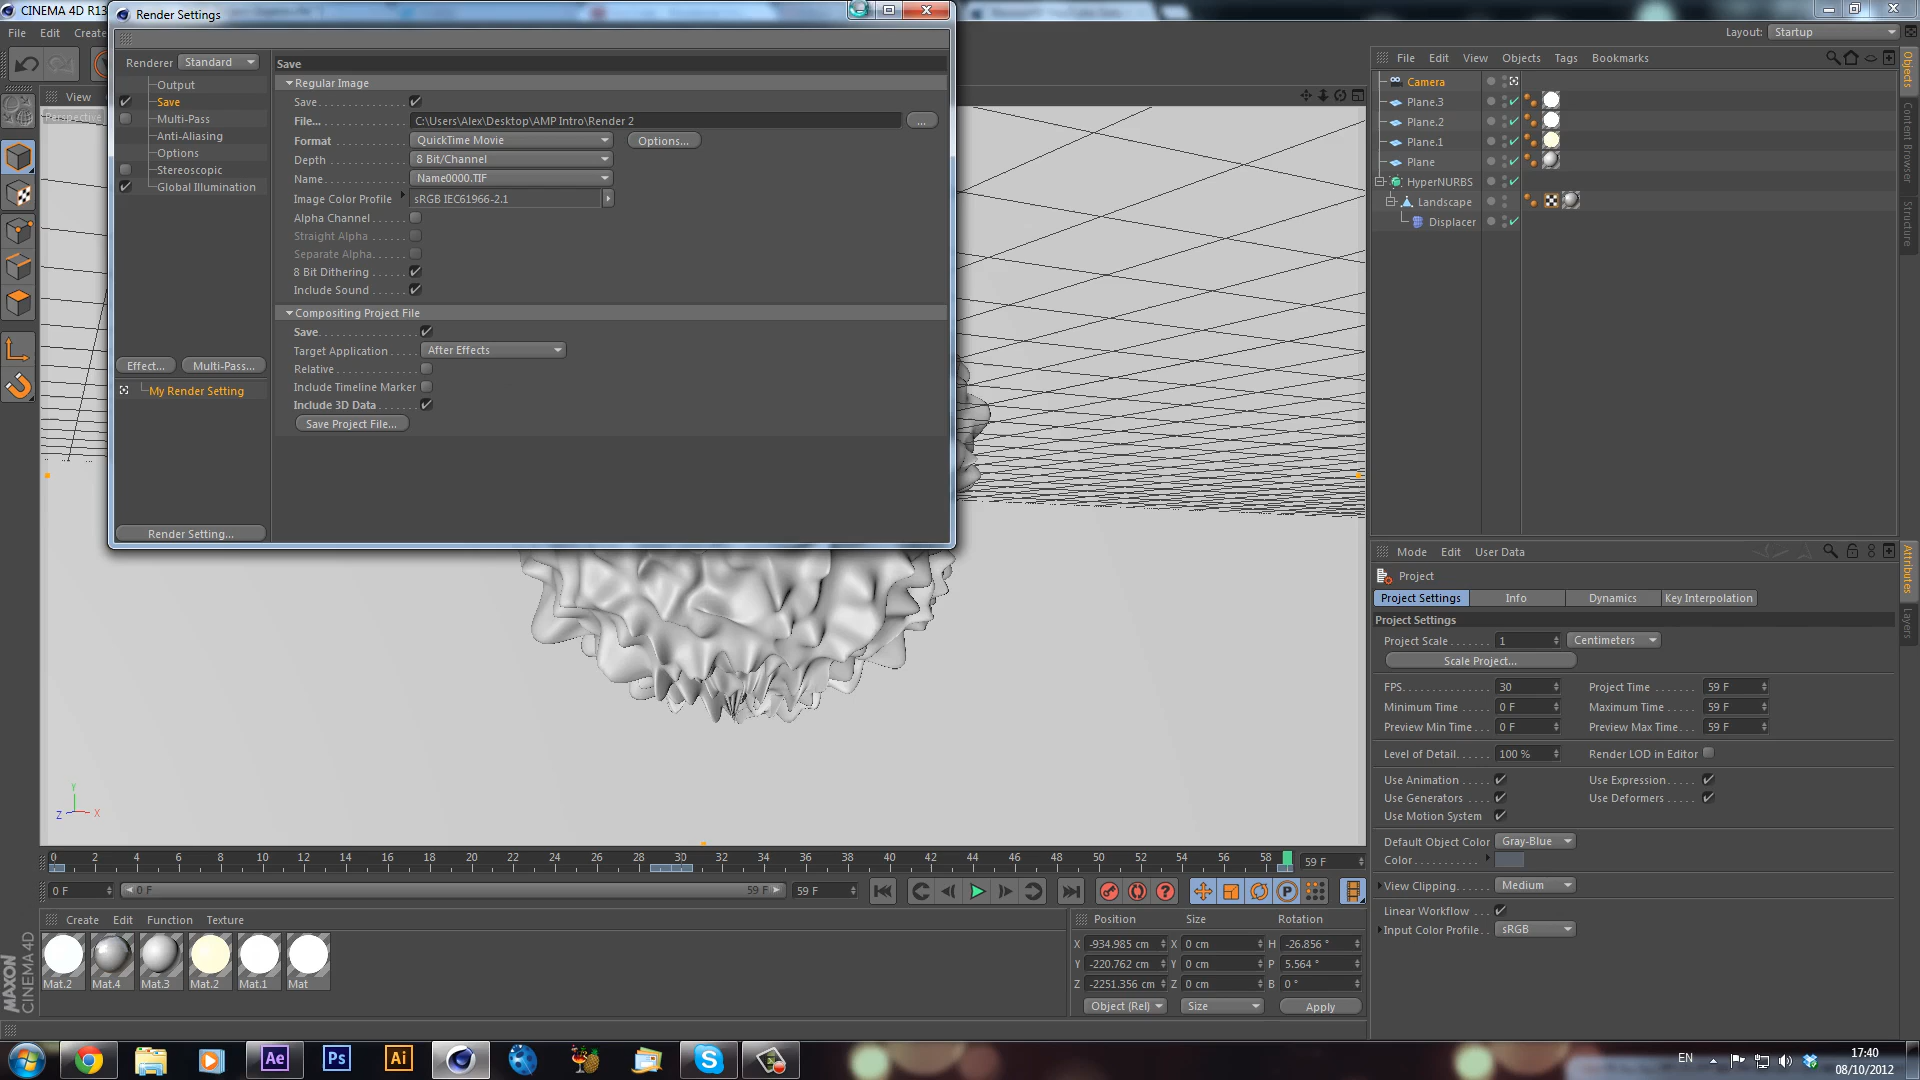 CINEMA 4D R13
Render Settings
File Edit Create
Layout: Startup
Renderer Standard
Output
Save
Multi-Pass
Anti-Aliasing
Options
Stereoscopic
Global Illumination
Effect... Multi-Pass...
My Render Setting
Render Setting...
Save
Regular Image
Save
File... C:\Users\Alex\Desktop\AMP Intro\Render 2 ...
Format QuickTime Movie Options...
Depth 8 Bit/Channel
Name Name0000.TIF
Image Color Profile sRGB IEC61966-2.1
Alpha Channel
Straight Alpha
Separate Alpha
8 Bit Dithering
Include Sound
Compositing Project File
Save
Target Application After Effects
Relative
Include Timeline Marker
Include 3D Data
Save Project File...
View
Perspective
Y
Z X
File Edit View Objects Tags Bookmarks
Camera
Plane.3
Plane.2
Plane.1
Plane
HyperNURBS
Landscape
Displacer
Objects
Content Browser
Structure
Mode Edit User Data
Project
Project Settings Info Dynamics Key Interpolation
Project Settings
Project Scale 1 Centimeters
Scale Project...
FPS 30 Project Time 59 F
Minimum Time 0 F Maximum Time 59 F
Preview Min Time 0 F Preview Max Time 59 F
Level of Detail 100 % Render LOD in Editor
Use Animation Use Expression
Use Generators Use Deformers
Use Motion System
Default Object Color Gray-Blue
Color
View Clipping Medium
Linear Workflow
Input Color Profile sRGB
Attributes
Layers
0 2 4 6 8 10 12 14 16 18 20 22 24 26 28 30 32 34 36 38 40 42 44 46 48 50 52 54 56 58 59 F
0 F 0 F 59 F 59 F
Create Edit Function Texture
Mat.2 Mat.4 Mat.3 Mat.2 Mat.1 Mat
MAXON
CINEMA 4D
Position Size Rotation
X -934.985 cm X 0 cm H -26.856 °
Y -220.762 cm Y 0 cm P 5.564 °
Z -2251.356 cm Z 0 cm B 0 °
Object (Rel) Size Apply
Ae Ps Ai
EN
17:40
08/10/2012